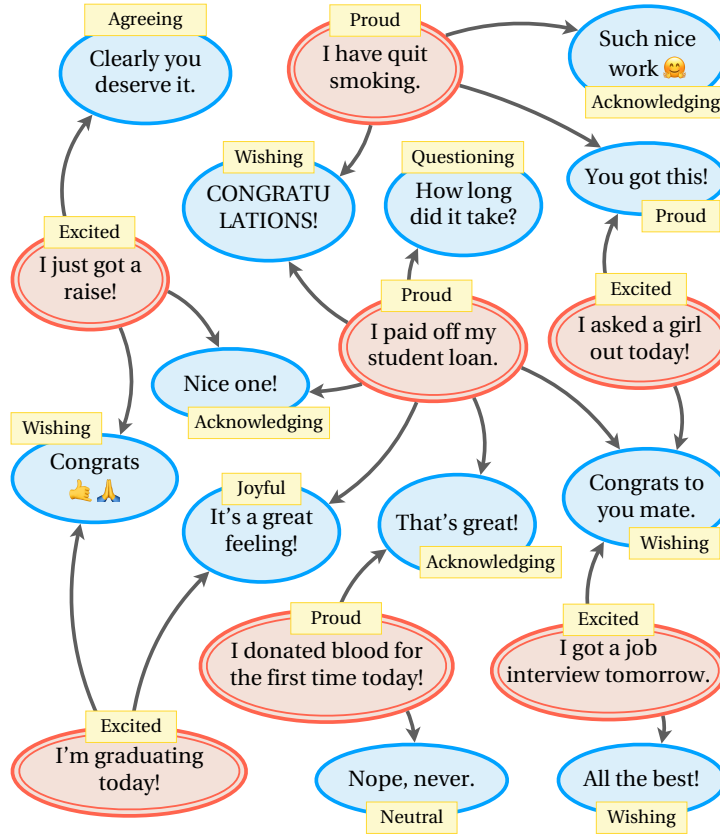 Agreeing
Clearly you
deserve it.
Proud
I have quit
smoking.
Such nice
work 🤗
Acknowledging
Wishing
CONGRATU
LATIONS!
Questioning
How long
did it take?
You got this!
Proud
Excited
I just got a
raise!
Proud
I paid off my
student loan.
Excited
I asked a girl
out today!
Nice one!
Acknowledging
Wishing
Congrats
🤙🙏
Joyful
It's a great
feeling!
That's great!
Acknowledging
Congrats to
you mate.
Wishing
Proud
I donated blood for
the first time today!
Excited
I got a job
interview tomorrow.
Excited
I'm graduating
today!
Nope, never.
Neutral
All the best!
Wishing